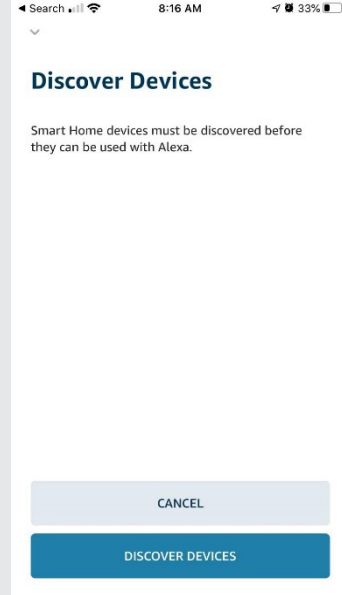 Search 8:16 AM 33%
Discover Devices
Smart Home devices must be discovered before
they can be used with Alexa.
CANCEL
DISCOVER DEVICES